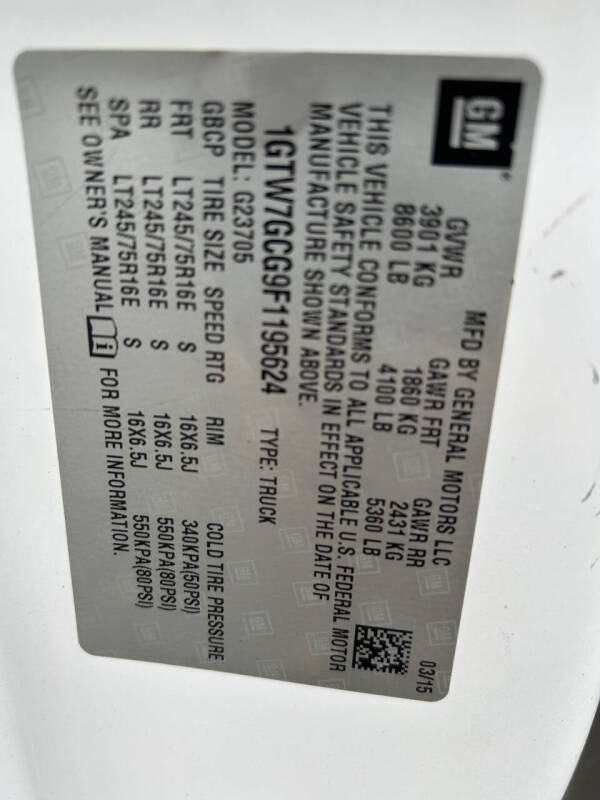 GM
MFD BY GENERAL MOTORS LLC 03/15
GVWR GAWR FRT GAWR RR
3901 KG 1860 KG 2431 KG
8600 LB 4100 LB 5360 LB
THIS VEHICLE CONFORMS TO ALL APPLICABLE U.S. FEDERAL MOTOR
VEHICLE SAFETY STANDARDS IN EFFECT ON THE DATE OF
MANUFACTURE SHOWN ABOVE.
1GTW7GCG9F1195624 TYPE: TRUCK
MODEL: G23705
GBCP TIRE SIZE SPEED RTG RIM COLD TIRE PRESSURE
FRT LT245/75R16E S 16X6.5J 340KPA(50PSI)
RR LT245/75R16E S 16X6.5J 550KPA(80PSI)
SPA LT245/75R16E S 16X6.5J 550KPA(80PSI)
SEE OWNER'S MANUAL i FOR MORE INFORMATION.